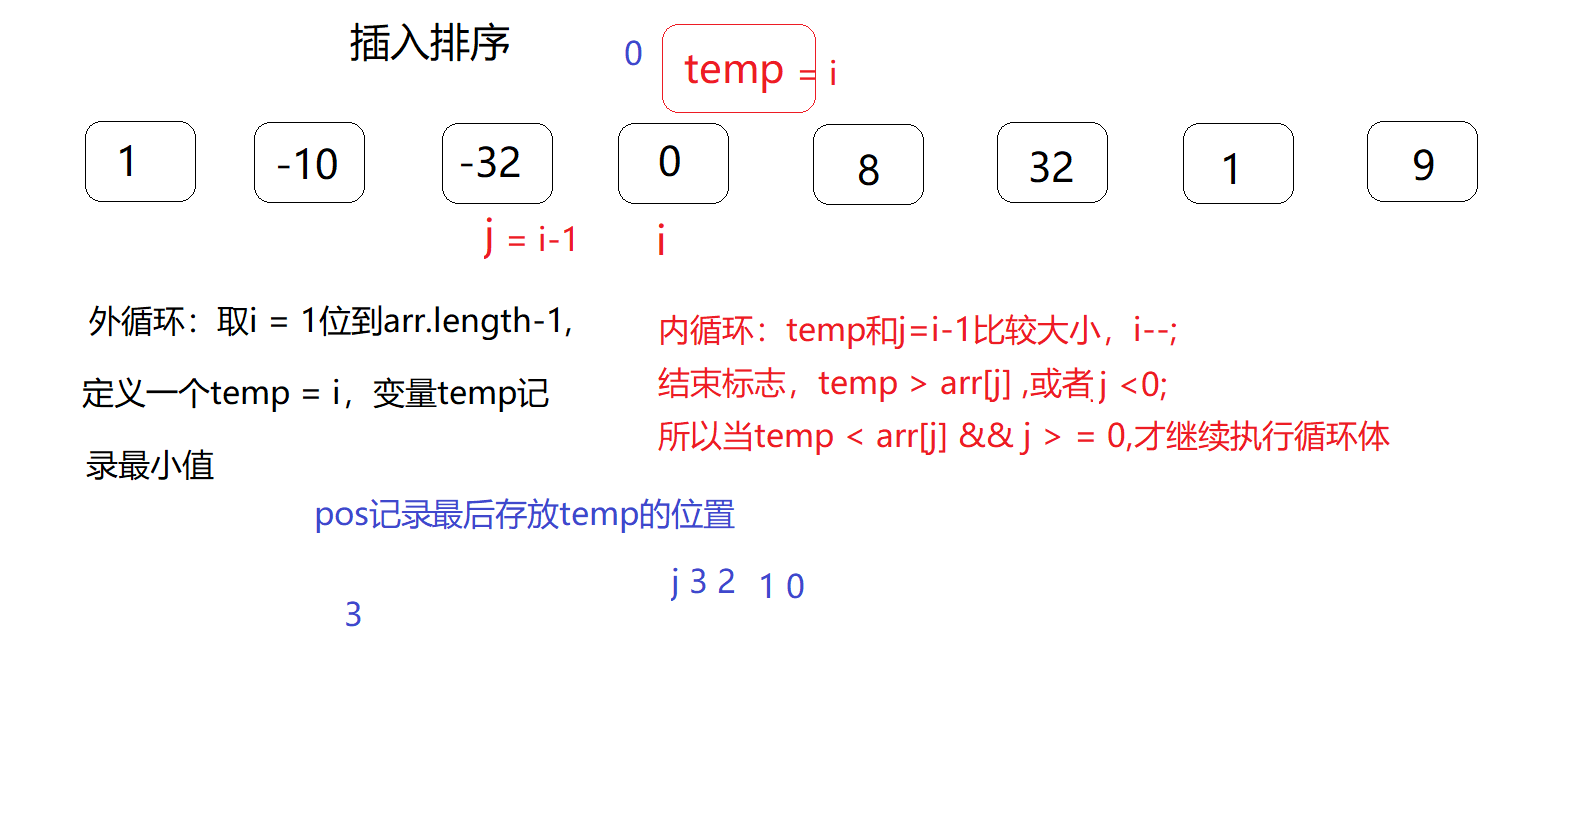 插入排序
0
temp = i
1 -10 -32 0 8 32 1 9
j = i-1
i
外循环：取i = 1位到arr.length-1,
定义一个temp = i，变量temp记
录最小值
内循环：temp和j=i-1比较大小，i--;
结束标志，temp > arr[j] ,或者j <0;
所以当temp < arr[j] && j > = 0,才继续执行循环体
pos记录最后存放temp的位置
j 3 2 1 0
3